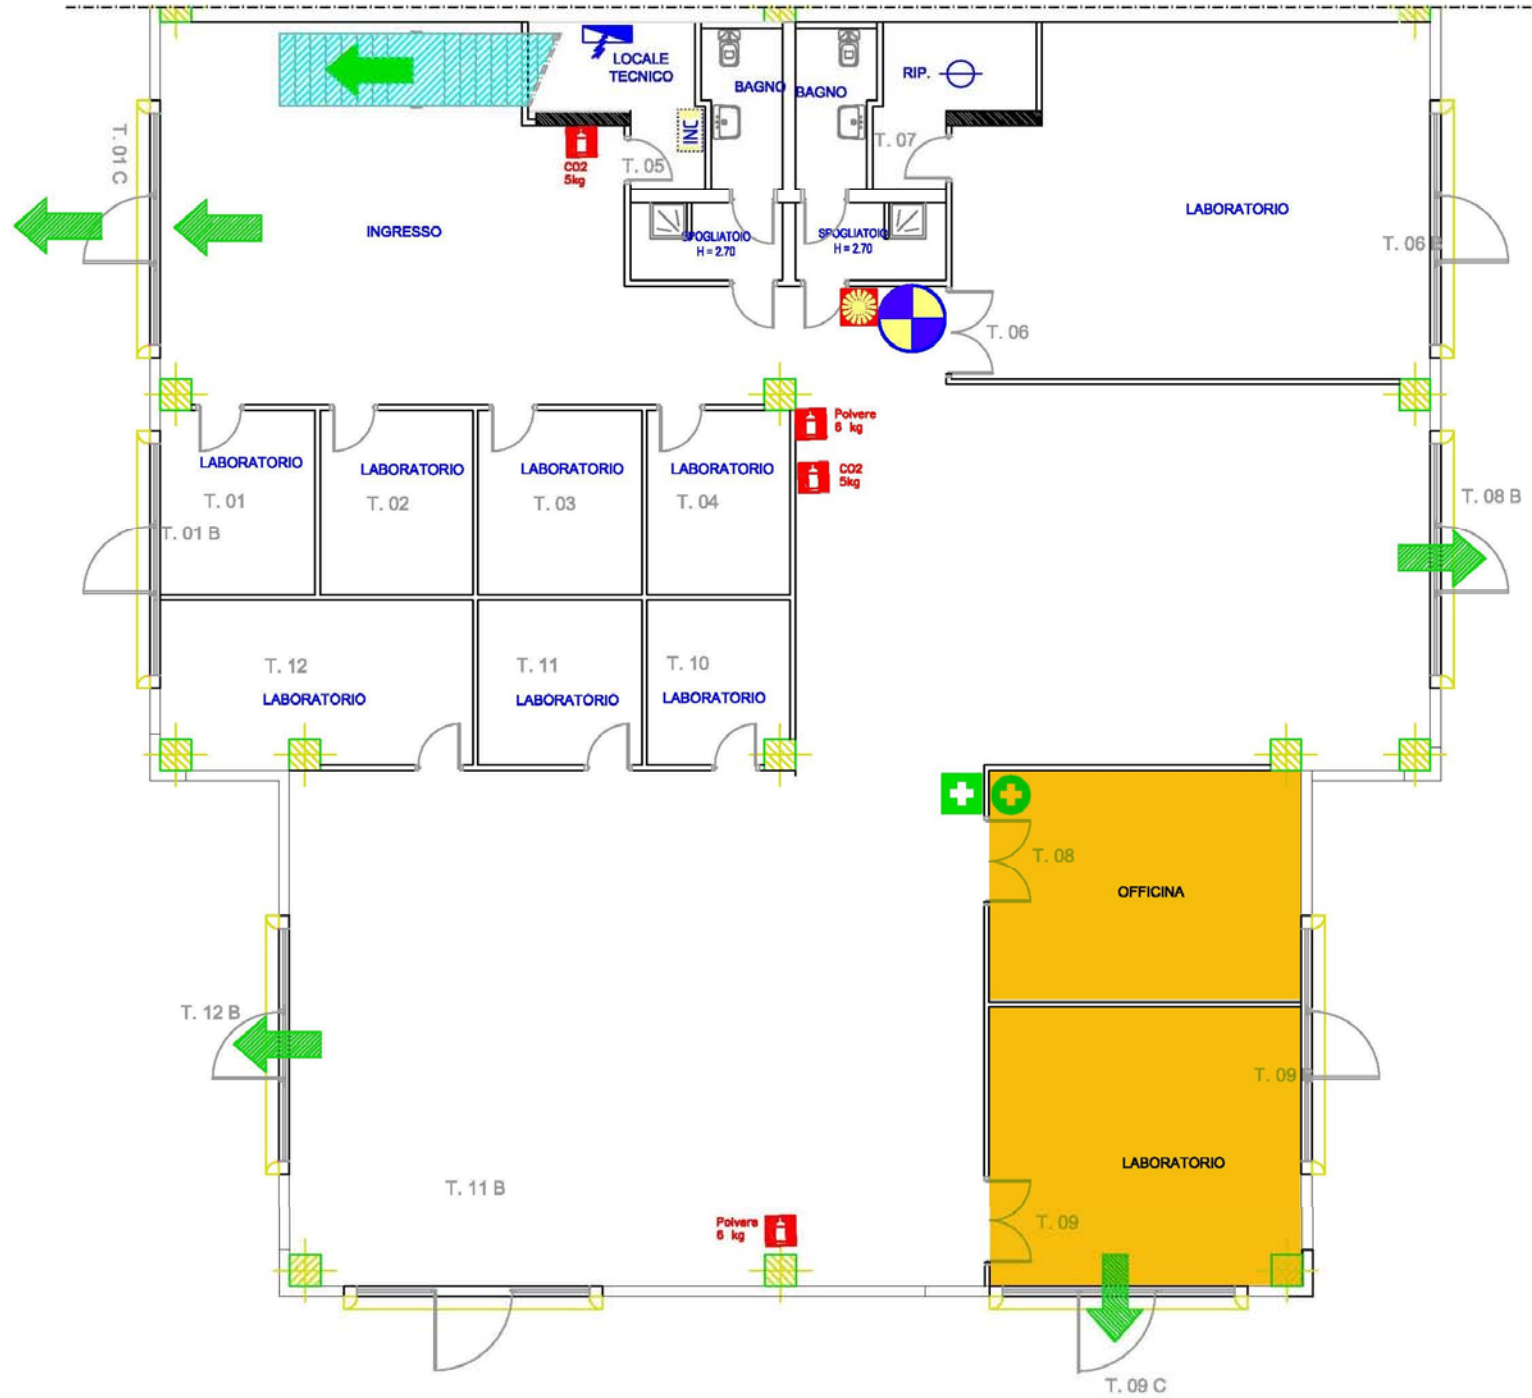 LOCALE
TECNICO
BAGNO
BAGNO
RIP.
INC
T. 01 C
CO2
5kg
T. 05
T. 07
INGRESSO
SPOGLIATOIO
H = 2.70
SPOGLIATOIO
H = 2.70
LABORATORIO
T. 06 B
T. 06
Polvere
6 kg
CO2
5kg
LABORATORIO
T. 01
LABORATORIO
T. 02
LABORATORIO
T. 03
LABORATORIO
T. 04
T. 01 B
T. 08 B
T. 12
LABORATORIO
T. 11
LABORATORIO
T. 10
LABORATORIO
T. 08
OFFICINA
T. 12 B
T. 09
LABORATORIO
T. 11 B
Polvere
6 kg
T. 09
T. 09 C